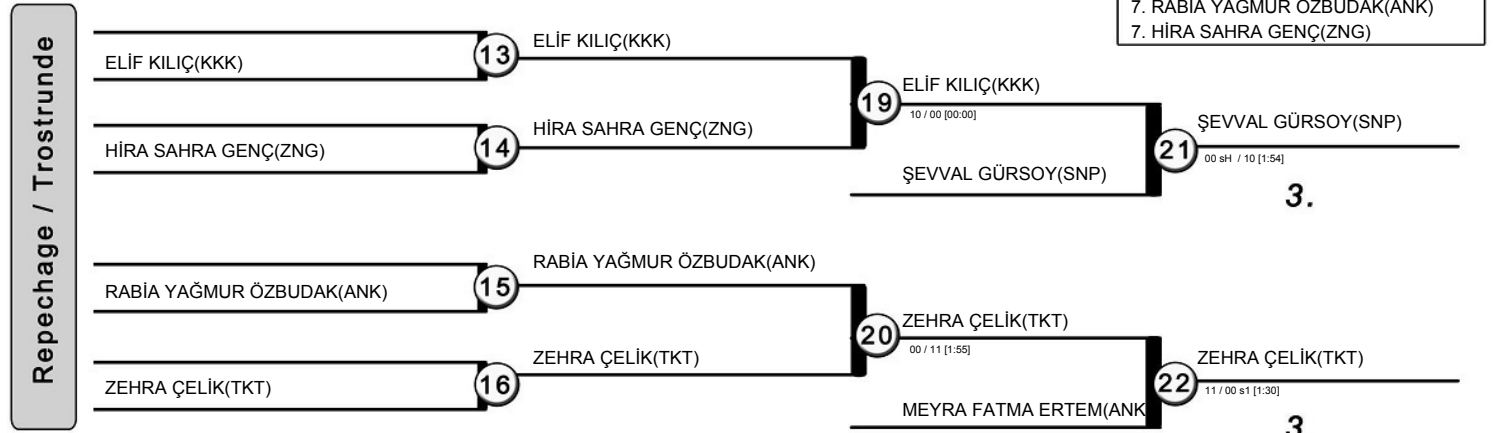 7. RABİA YAĞMUR ÖZBUDAK(ANK)
7. HİRA SAHRA GENÇ(ZNG)
Repechage / Trostrunde
ELİF KILIÇ(KKK)
13
ELİF KILIÇ(KKK)
HİRA SAHRA GENÇ(ZNG)
14
HİRA SAHRA GENÇ(ZNG)
19
ELİF KILIÇ(KKK)
10 / 00 [00:00]
ŞEVVAL GÜRSOY(SNP)
21
ŞEVVAL GÜRSOY(SNP)
00 sH / 10 [1:54]
3.
RABİA YAĞMUR ÖZBUDAK(ANK)
15
RABİA YAĞMUR ÖZBUDAK(ANK)
ZEHRA ÇELİK(TKT)
16
ZEHRA ÇELİK(TKT)
20
ZEHRA ÇELİK(TKT)
00 / 11 [1:55]
MEYRA FATMA ERTEM(ANK
22
ZEHRA ÇELİK(TKT)
11 / 00 s1 [1:30]
3